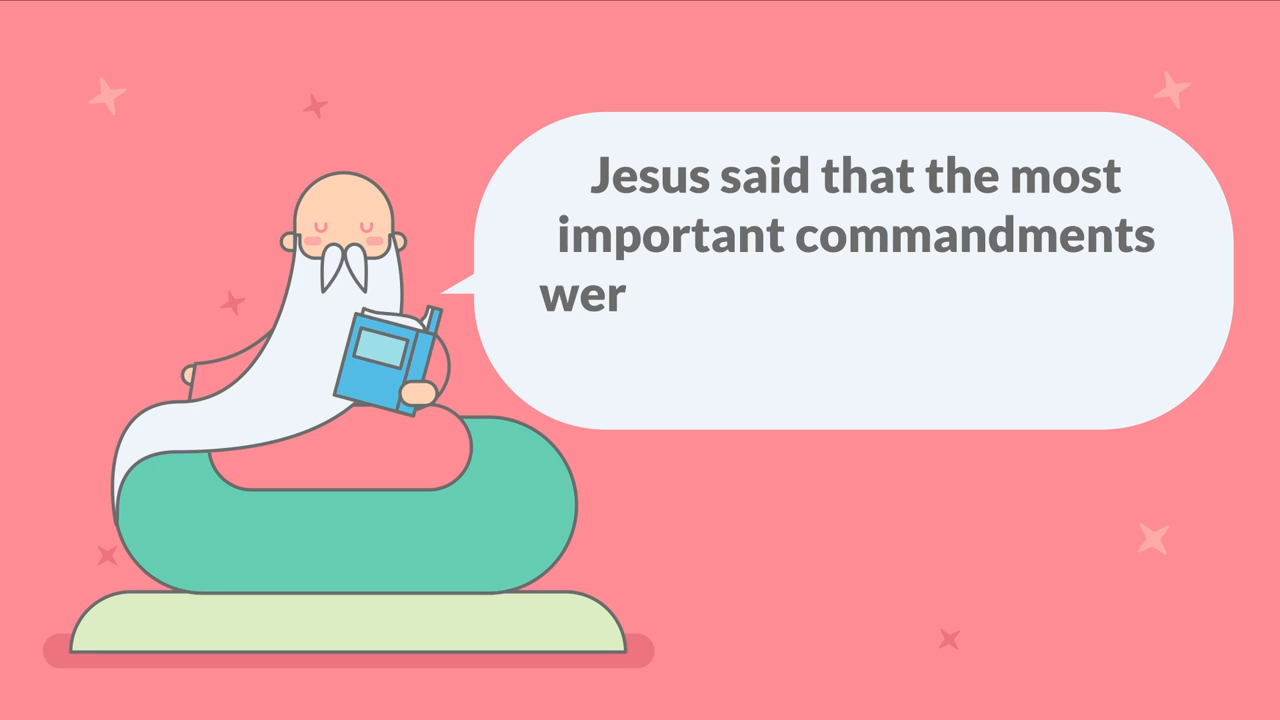 Jesus said that the most
important commandments
wer